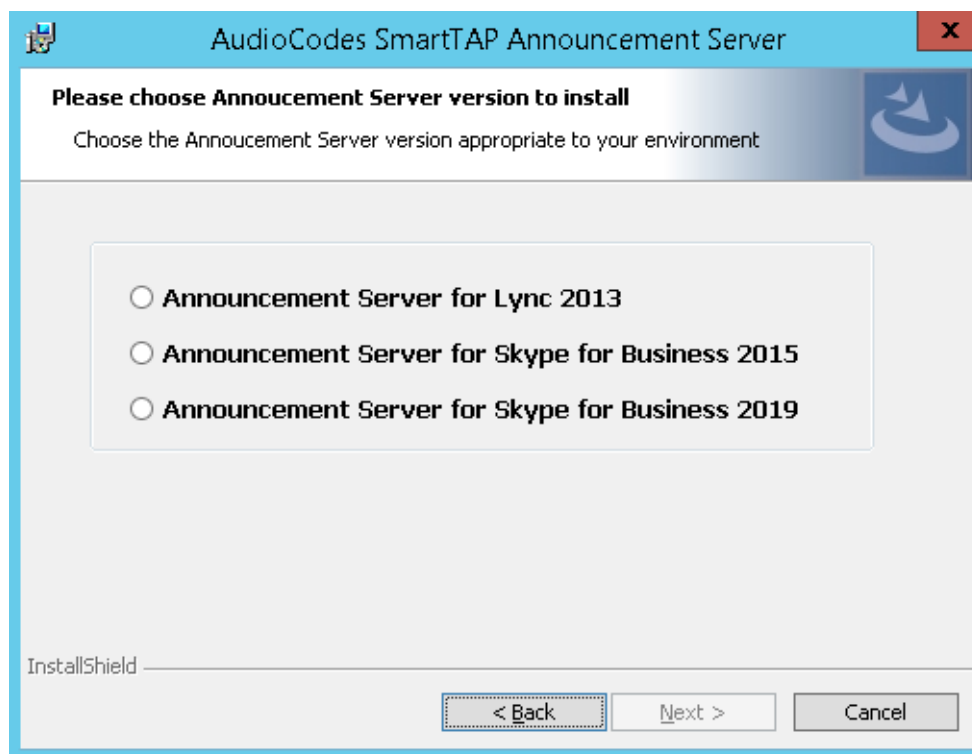 AudioCodes SmartTAP Announcement Server
x
Please choose Annoucement Server version to install
Choose the Annoucement Server version appropriate to your environment
Announcement Server for Lync 2013
Announcement Server for Skype for Business 2015
Announcement Server for Skype for Business 2019
InstallShield
< Back Next > Cancel